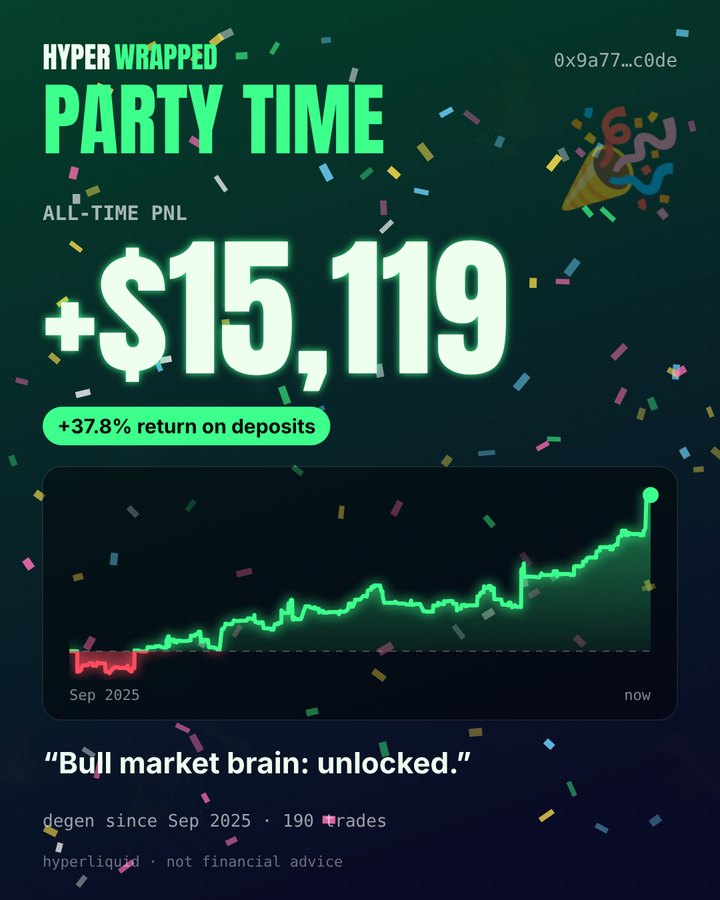 HYPER WRAPPED
0x9a77…c0de
PARTY TIME
ALL-TIME PNL
+$15,119
+37.8% return on deposits
Sep 2025
now
“Bull market brain: unlocked.”
degen since Sep 2025 · 190 trades
hyperliquid · not financial advice